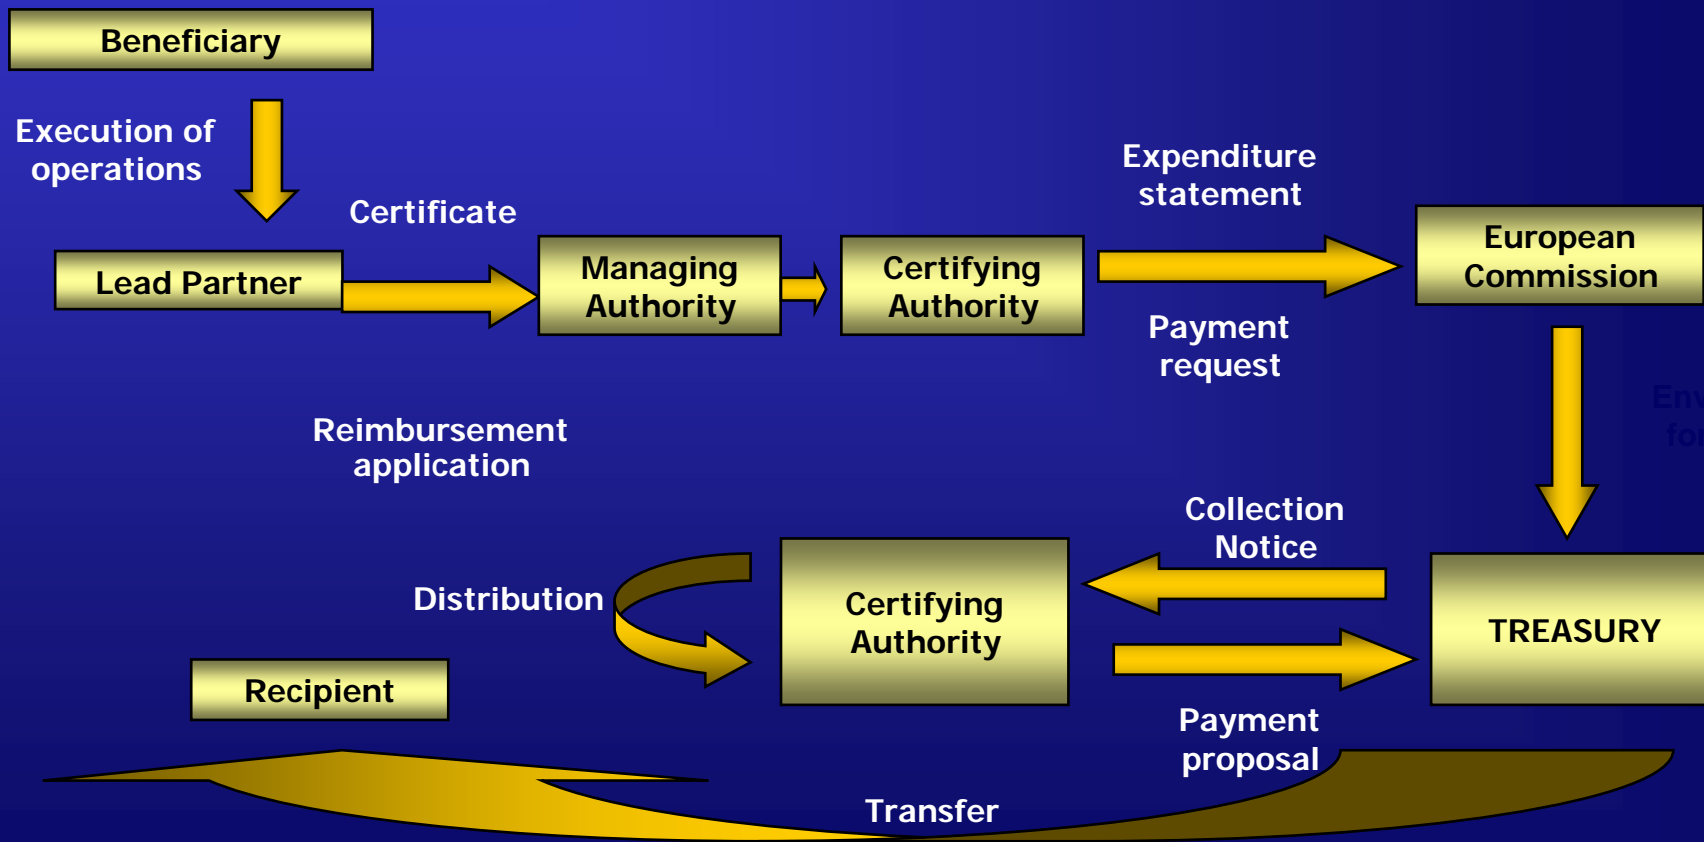 Beneficiary
Execution of
operations
Certificate
Expenditure
statement
Lead Partner
Managing
Authority
Certifying
Authority
European
Commission
Payment
request
Reimbursement
application
Collection
Notice
Distribution
Certifying
Authority
TREASURY
Recipient
Payment
proposal
Transfer